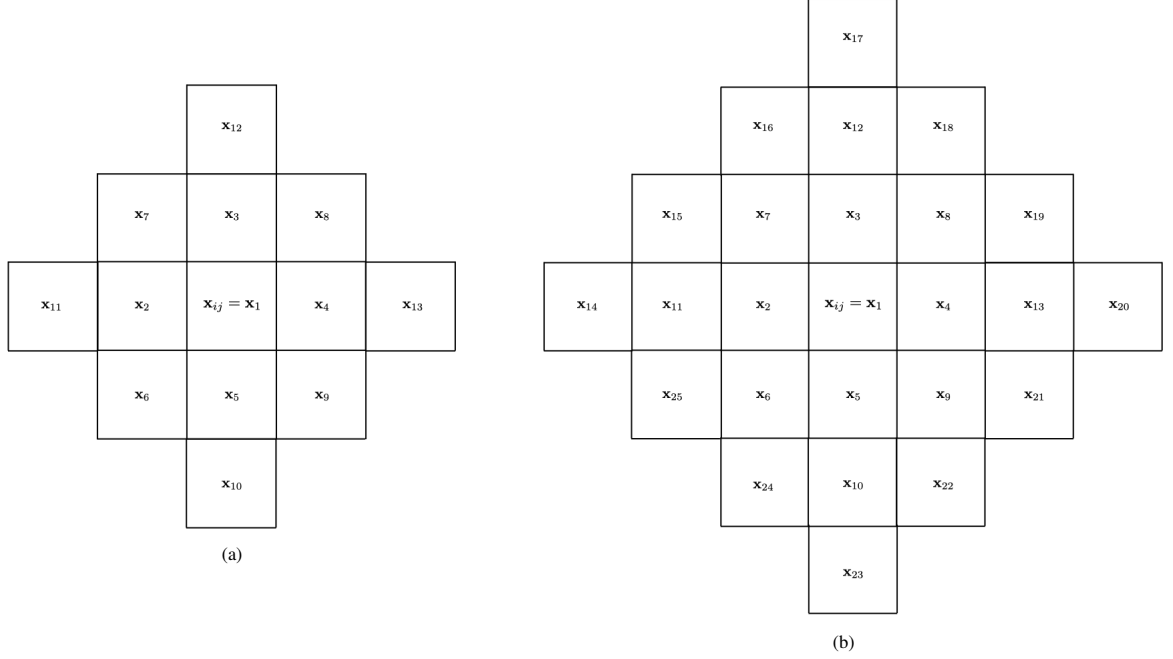 x₁₇
x₁₆ x₁₂ x₁₈
x₁₂
x₁₅ x₇ x₃ x₈ x₁₉
x₇ x₃ x₈
x₁₄ x₁₁ x₂ xᵢⱼ = x₁ x₄ x₁₃ x₂₀
x₁₁ x₂ xᵢⱼ = x₁ x₄ x₁₃
x₂₅ x₆ x₅ x₉ x₂₁
x₆ x₅ x₉
x₂₄ x₁₀ x₂₂
x₁₀
(a)
x₂₃
(b)